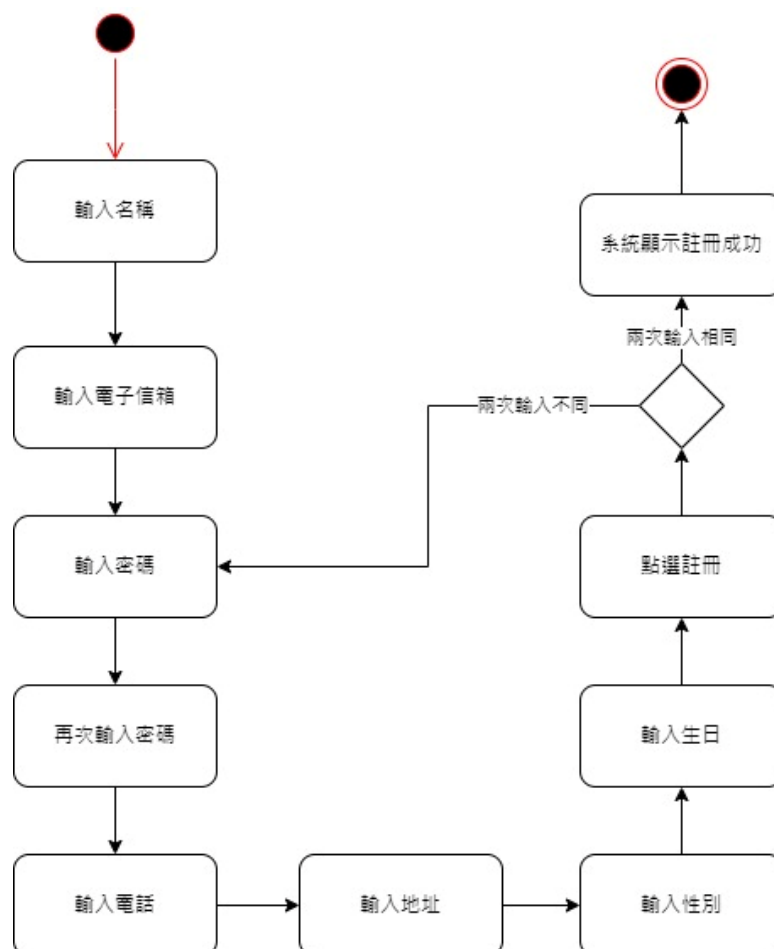 輸入名稱
輸入電子信箱
輸入密碼
再次輸入密碼
輸入電話
輸入地址
輸入性別
輸入生日
點選註冊
兩次輸入不同
兩次輸入相同
系統顯示註冊成功